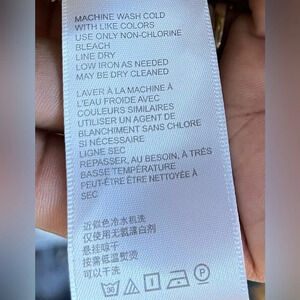 MACHINE WASH COLD
WITH LIKE COLORS
USE ONLY NON-CHLORINE
BLEACH
LINE DRY
LOW IRON AS NEEDED
MAY BE DRY CLEANED
LAVER À LA MACHINE À
L'EAU FROIDE AVEC
COULEURS SIMILAIRES
UTILISER UN AGENT DE
BLANCHIMENT SANS CHLORE
SI NÉCESSAIRE
LIGNE SEC
REPASSER, AU BESOIN, À TRÈS
BASSE TEMPÉRATURE
PEUT-ÊTRE ÊTRE NETTOYÉE À
SEC
近似色冷水机洗
仅使用无氯漂白剂
悬挂晾干
按需低温熨烫
可以干洗
30 P